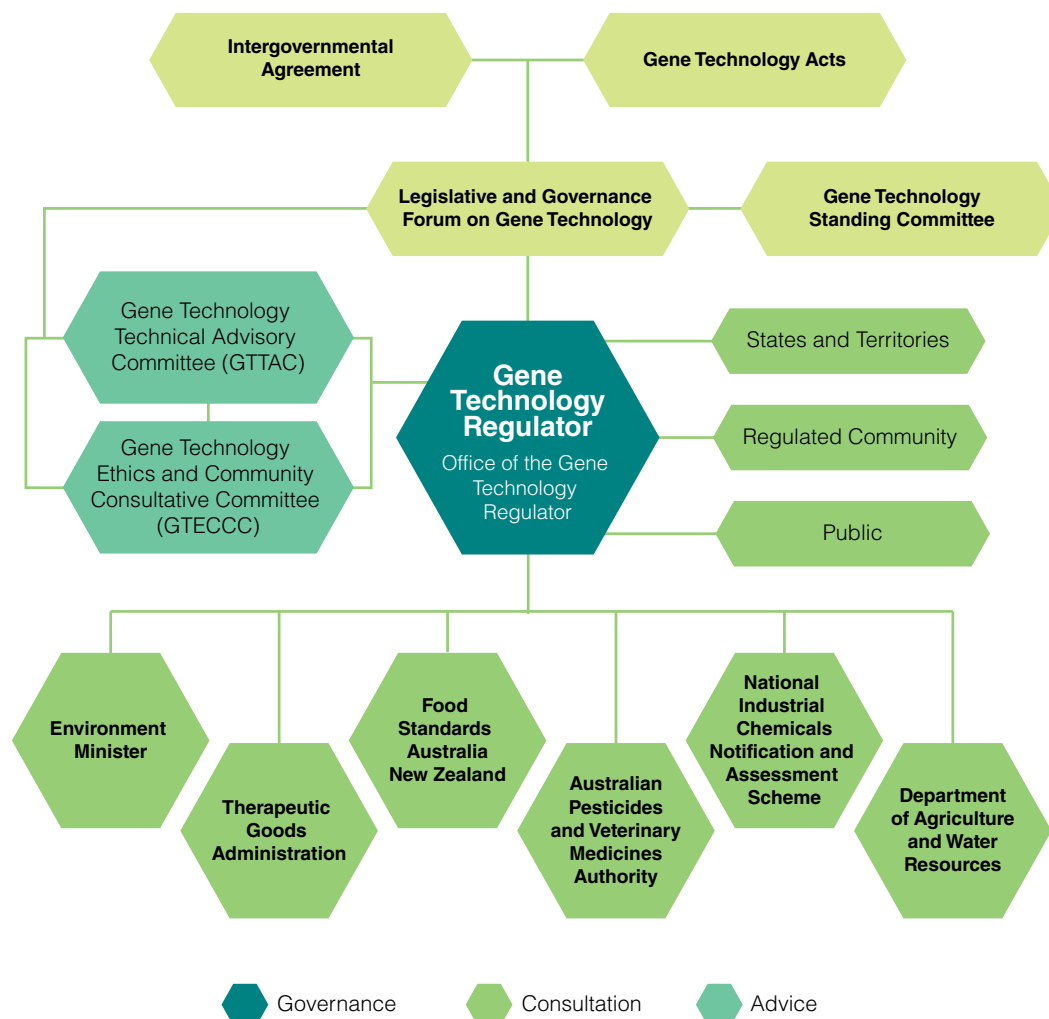 Intergovernmental
Agreement
Gene Technology Acts
Legislative and Governance
Forum on Gene Technology
Gene Technology
Standing Committee
Gene Technology
Technical Advisory
Committee (GTTAC)
Gene Technology
Ethics and Community
Consultative Committee
(GTECCC)
Gene
Technology
Regulator
Office of the Gene
Technology
Regulator
States and Territories
Regulated Community
Public
Environment
Minister
Therapeutic
Goods
Administration
Food
Standards
Australia
New Zealand
Australian
Pesticides
and Veterinary
Medicines
Authority
National
Industrial
Chemicals
Notification and
Assessment
Scheme
Department
of Agriculture
and Water
Resources
Governance
Consultation
Advice